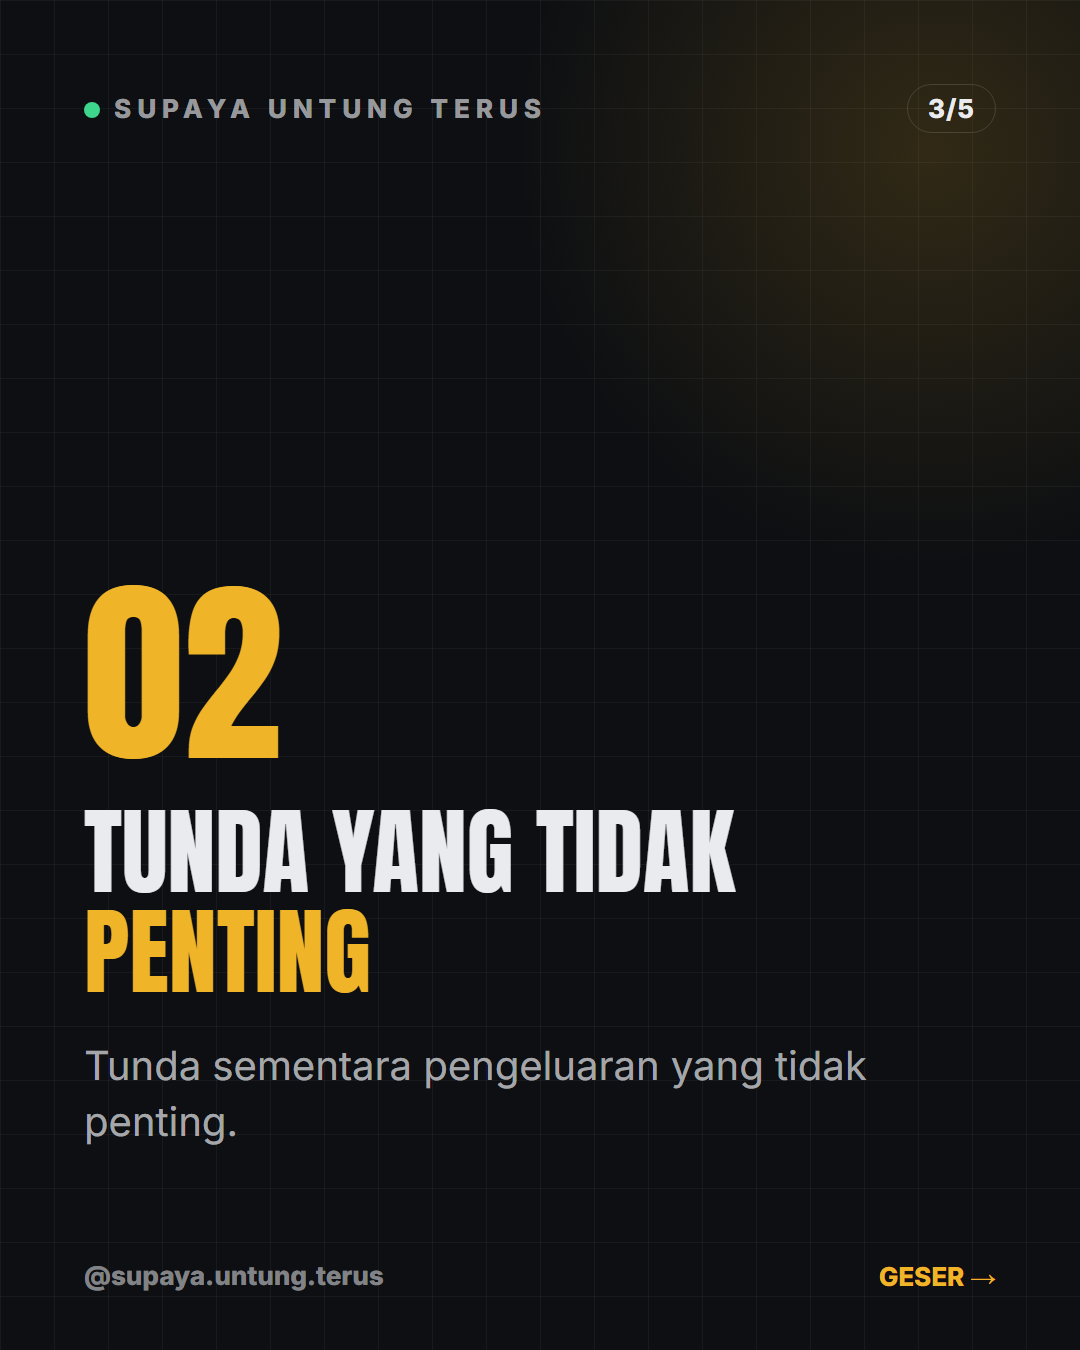 SUPAYA UNTUNG TERUS
3/5
02
TUNDA YANG TIDAK
PENTING
Tunda sementara pengeluaran yang tidak
penting.
@supaya.untung.terus
GESER →